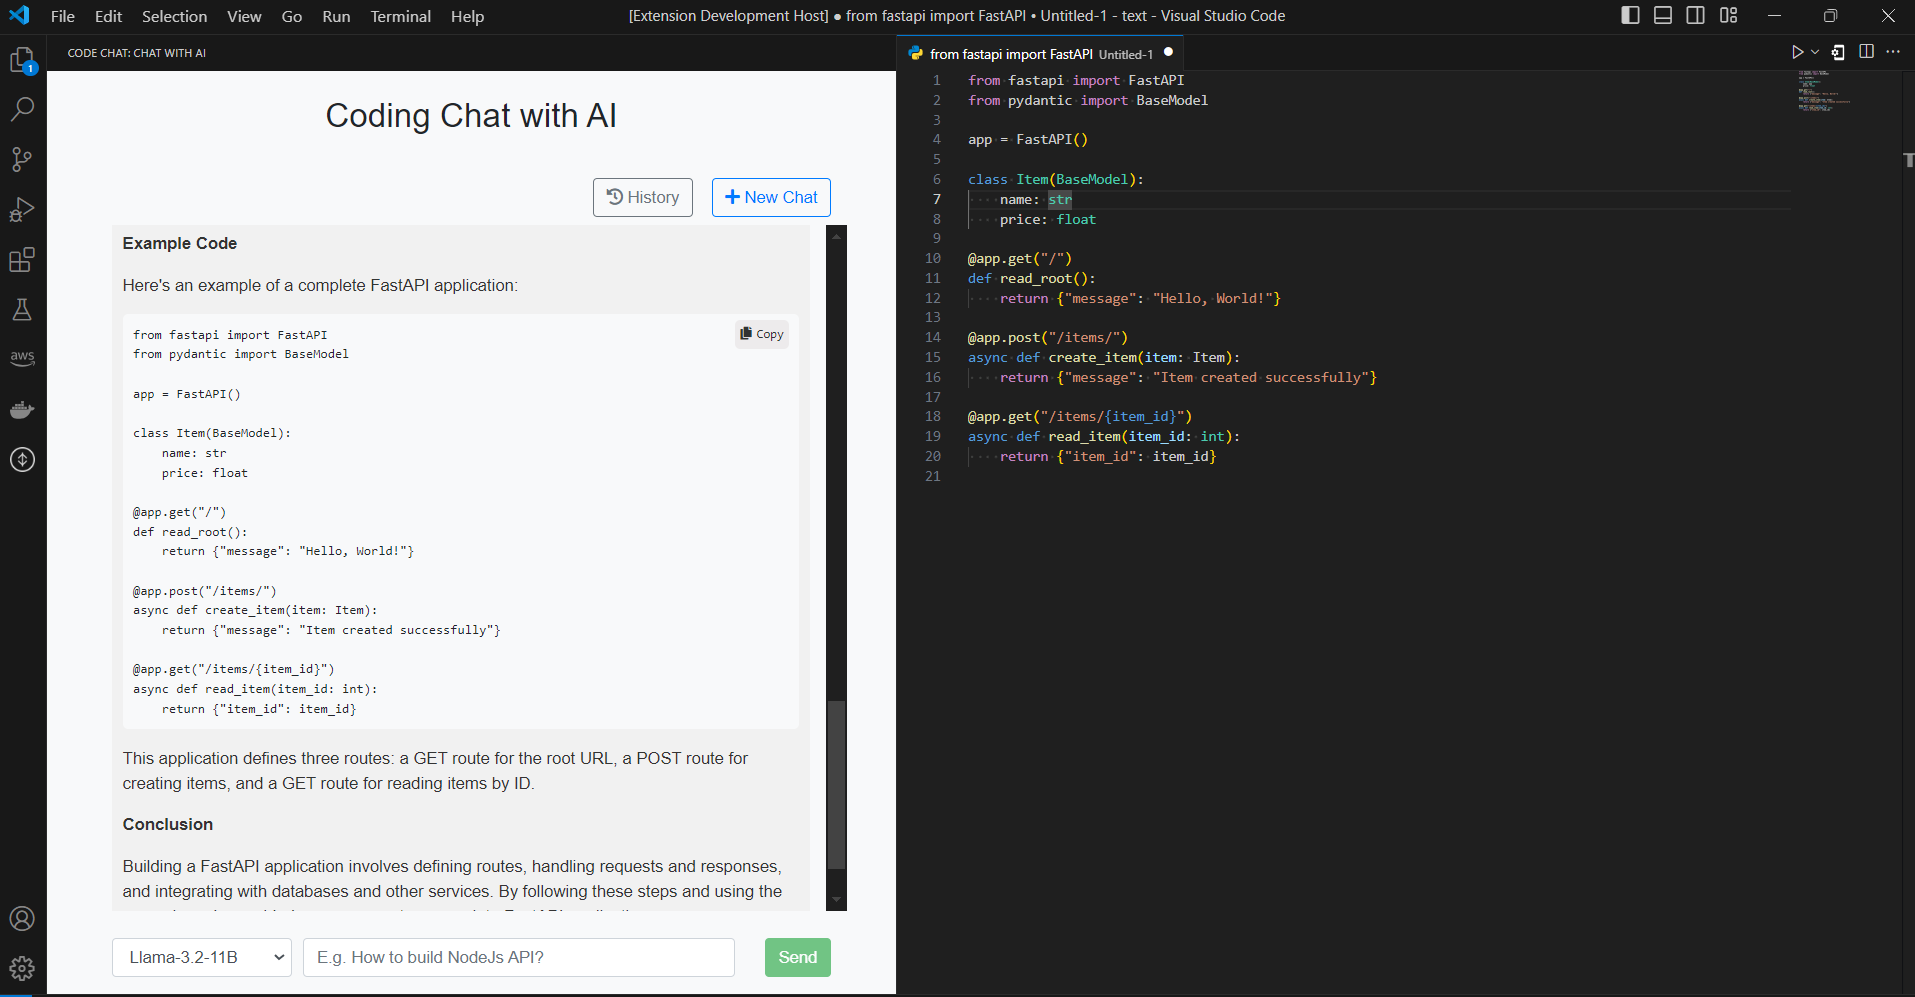 File Edit Selection View Go Run Terminal Help
[Extension Development Host] ● from fastapi import FastAPI • Untitled-1 - text - Visual Studio Code
1
aws
CODE CHAT: CHAT WITH AI
Coding Chat with AI
History
New Chat
Example Code
Here's an example of a complete FastAPI application:
Copy
from fastapi import FastAPI
from pydantic import BaseModel
app = FastAPI()
class Item(BaseModel):
    name: str
    price: float
@app.get("/")
def read_root():
    return {"message": "Hello, World!"}
@app.post("/items/")
async def create_item(item: Item):
    return {"message": "Item created successfully"}
@app.get("/items/{item_id}")
async def read_item(item_id: int):
    return {"item_id": item_id}
This application defines three routes: a GET route for the root URL, a POST route for
creating items, and a GET route for reading items by ID.
Conclusion
Building a FastAPI application involves defining routes, handling requests and responses,
and integrating with databases and other services. By following these steps and using the
Llama-3.2-11B
E.g. How to build NodeJs API?
Send
from fastapi import FastAPI Untitled-1 ●
1 from fastapi import FastAPI
2 from pydantic import BaseModel
3
4 app = FastAPI()
5
6 class Item(BaseModel):
7     name: str
8     price: float
9
10 @app.get("/")
11 def read_root():
12     return {"message": "Hello, World!"}
13
14 @app.post("/items/")
15 async def create_item(item: Item):
16     return {"message": "Item created successfully"}
17
18 @app.get("/items/{item_id}")
19 async def read_item(item_id: int):
20     return {"item_id": item_id}
21